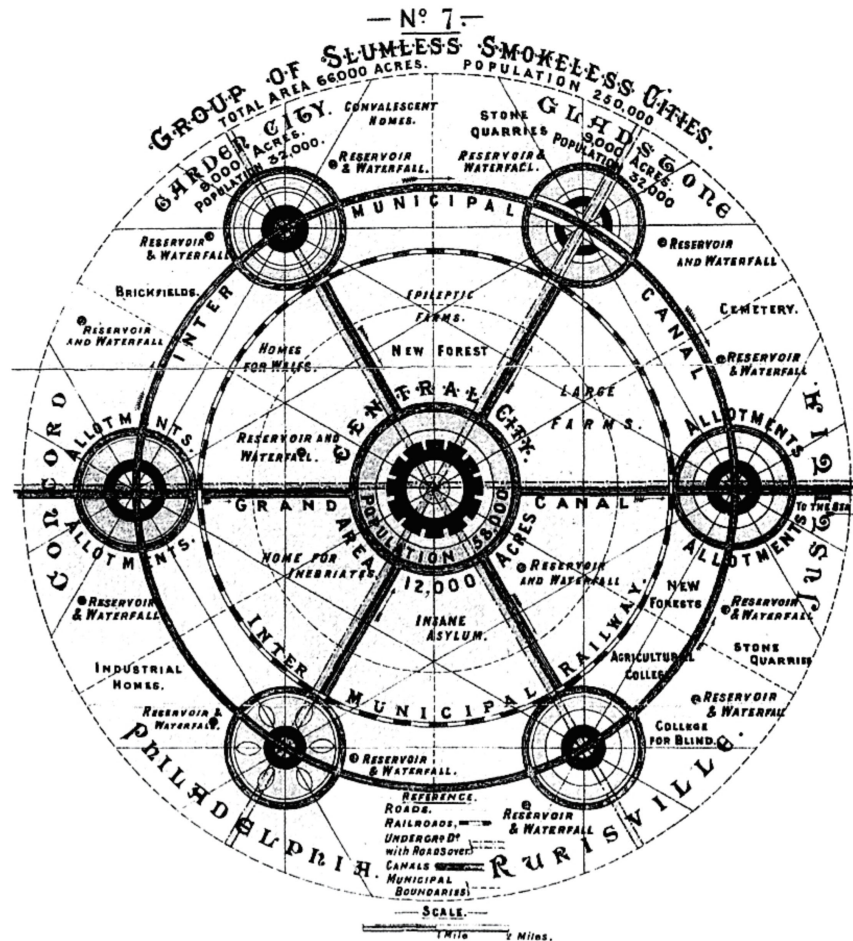 — Nº 7. —
GROUP OF SLUMLESS SMOKELESS CITIES.
TOTAL AREA 66,000 ACRES. POPULATION 250,000
GARDEN CITY.
ACRES.
POPULATION 32,000.
CONVALESCENT
HOMES.
STONE
QUARRIES
GLADSTONE
9,000 ACRES.
POPULATION 32,000
RESERVOIR
& WATERFALL.
RESERVOIR &
WATERFALL.
INTER MUNICIPAL CANAL
RESERVOIR
& WATERFALL
RESERVOIR
AND WATERFALL
BRICKFIELDS.
EPILEPTIC
FARMS.
CEMETERY.
RESERVOIR
AND WATERFALL
HOMES
FOR WAIFS.
NEW FOREST
RESERVOIR
& WATERFALL
CONCORD
ALLOTMENTS.
CENTRAL CITY.
LARGE
FARMS.
ALLOTMENTS
JUSTITIA
RESERVOIR AND
WATERFALL.
GRAND CANAL
TO THE SEA
ALLOTMENTS.
AREA 12,000 ACRES
POPULATION 58,000
ALLOTMENTS
HOME FOR
INEBRIATES.
RESERVOIR
AND WATERFALL
RESERVOIR
& WATERFALL
INSANE
ASYLUM.
NEW
FORESTS
RESERVOIR
& WATERFALL
INTER MUNICIPAL RAILWAY.
INDUSTRIAL
HOMES.
AGRICULTURAL
COLLEGE
STONE
QUARRIES
RESERVOIR &
WATERFALL.
RESERVOIR
& WATERFALL
COLLEGE
FOR BLIND.
PHILADELPHIA.
RESERVOIR
& WATERFALL.
RURISVILLE.
REFERENCE.
ROADS.
RAILROADS,
UNDERGRD Dº
WITH ROADS OVER
CANALS
MUNICIPAL
BOUNDARIES
RESERVOIR
& WATERFALL
SCALE.
1 Mile 2 Miles.